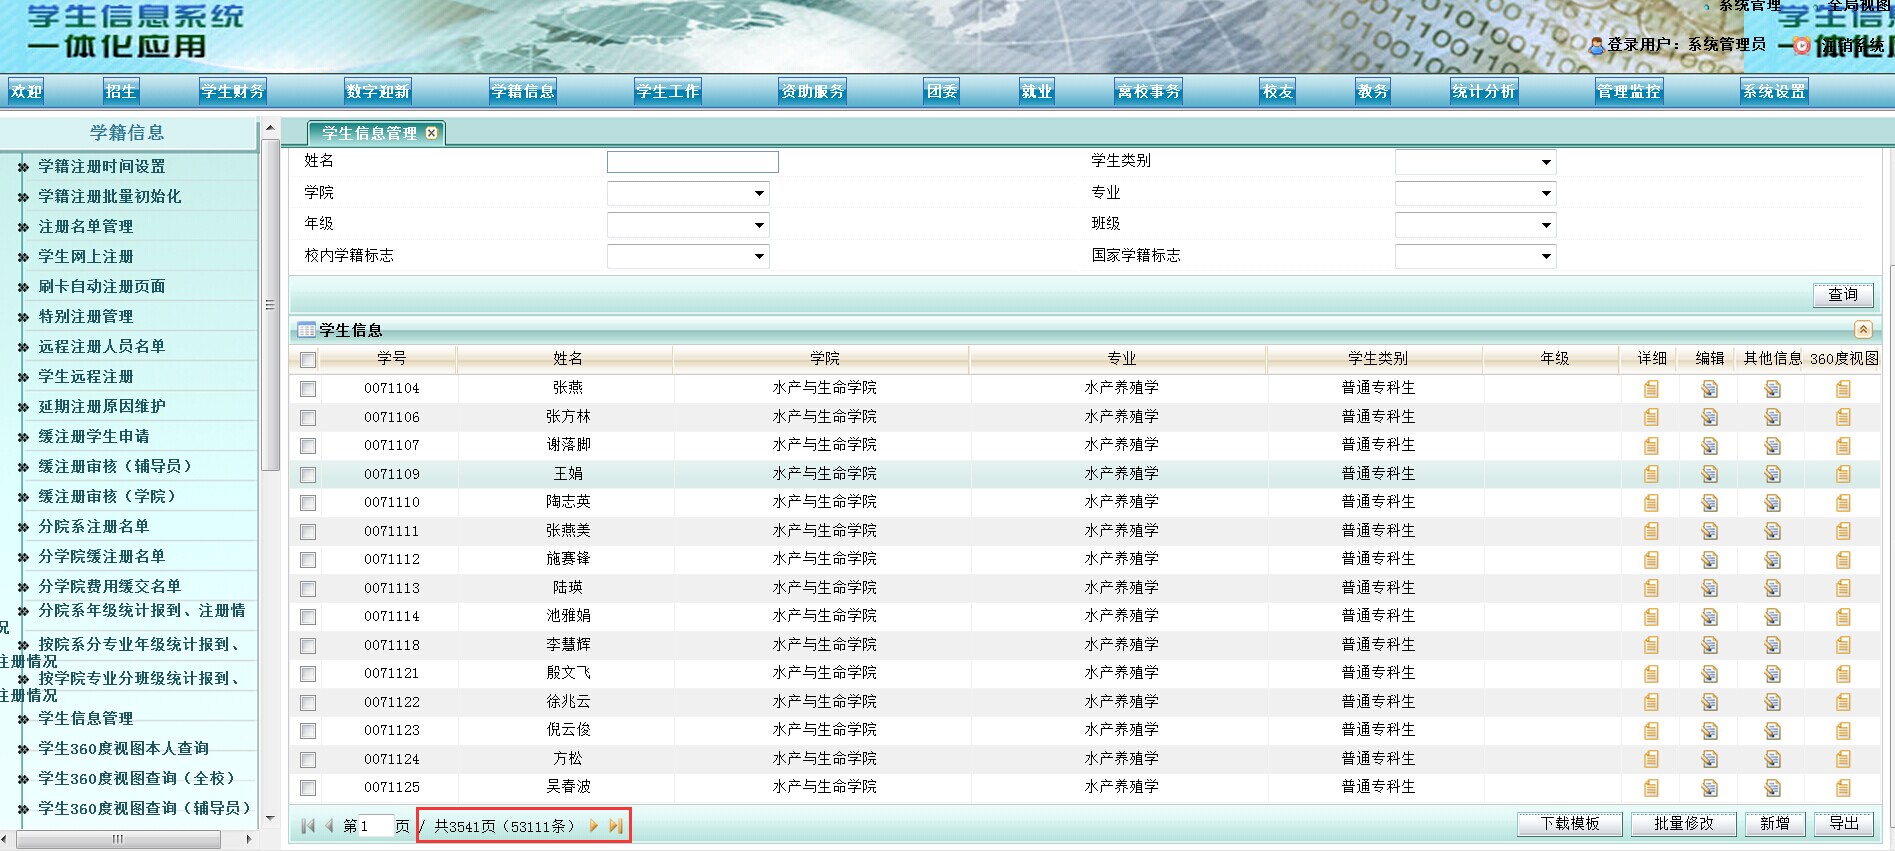 学生信息系统
一体化应用
系统管理 全局视图
登录用户：系统管理员
欢迎 招生 学生财务 数字迎新 学籍信息 学生工作 资助服务 团委 就业 离校事务 校友 教务 统计分析 管理监控 系统设置
学籍信息
学籍注册时间设置
学籍注册批量初始化
注册名单管理
学生网上注册
刷卡自动注册页面
特别注册管理
远程注册人员名单
学生远程注册
延期注册原因维护
缓注册学生申请
缓注册审核（辅导员）
缓注册审核（学院）
分院系注册名单
分学院缓注册名单
分学院费用缓交名单
分院系年级统计报到、注册情
况
按院系分专业年级统计报到、
注册情况
按学院专业分班级统计报到、
注册情况
学生信息管理
学生360度视图本人查询
学生360度视图查询（全校）
学生360度视图查询（辅导员）
学生信息管理
姓名 学生类别
学院 专业
年级 班级
校内学籍标志 国家学籍标志
查询
学生信息
学号 姓名 学院 专业 学生类别 年级 详细 编辑 其他信息 360度视图
0071104 张燕 水产与生命学院 水产养殖学 普通专科生
0071106 张方林 水产与生命学院 水产养殖学 普通专科生
0071107 谢落脚 水产与生命学院 水产养殖学 普通专科生
0071109 王娟 水产与生命学院 水产养殖学 普通专科生
0071110 陶志英 水产与生命学院 水产养殖学 普通专科生
0071111 张燕美 水产与生命学院 水产养殖学 普通专科生
0071112 施赛锋 水产与生命学院 水产养殖学 普通专科生
0071113 陆瑛 水产与生命学院 水产养殖学 普通专科生
0071114 池雅娟 水产与生命学院 水产养殖学 普通专科生
0071118 李慧辉 水产与生命学院 水产养殖学 普通专科生
0071121 殷文飞 水产与生命学院 水产养殖学 普通专科生
0071122 徐兆云 水产与生命学院 水产养殖学 普通专科生
0071123 倪云俊 水产与生命学院 水产养殖学 普通专科生
0071124 方松 水产与生命学院 水产养殖学 普通专科生
0071125 吴春波 水产与生命学院 水产养殖学 普通专科生
第 1 页 / 共3541页（53111条） 下载模板 批量修改 新增 导出